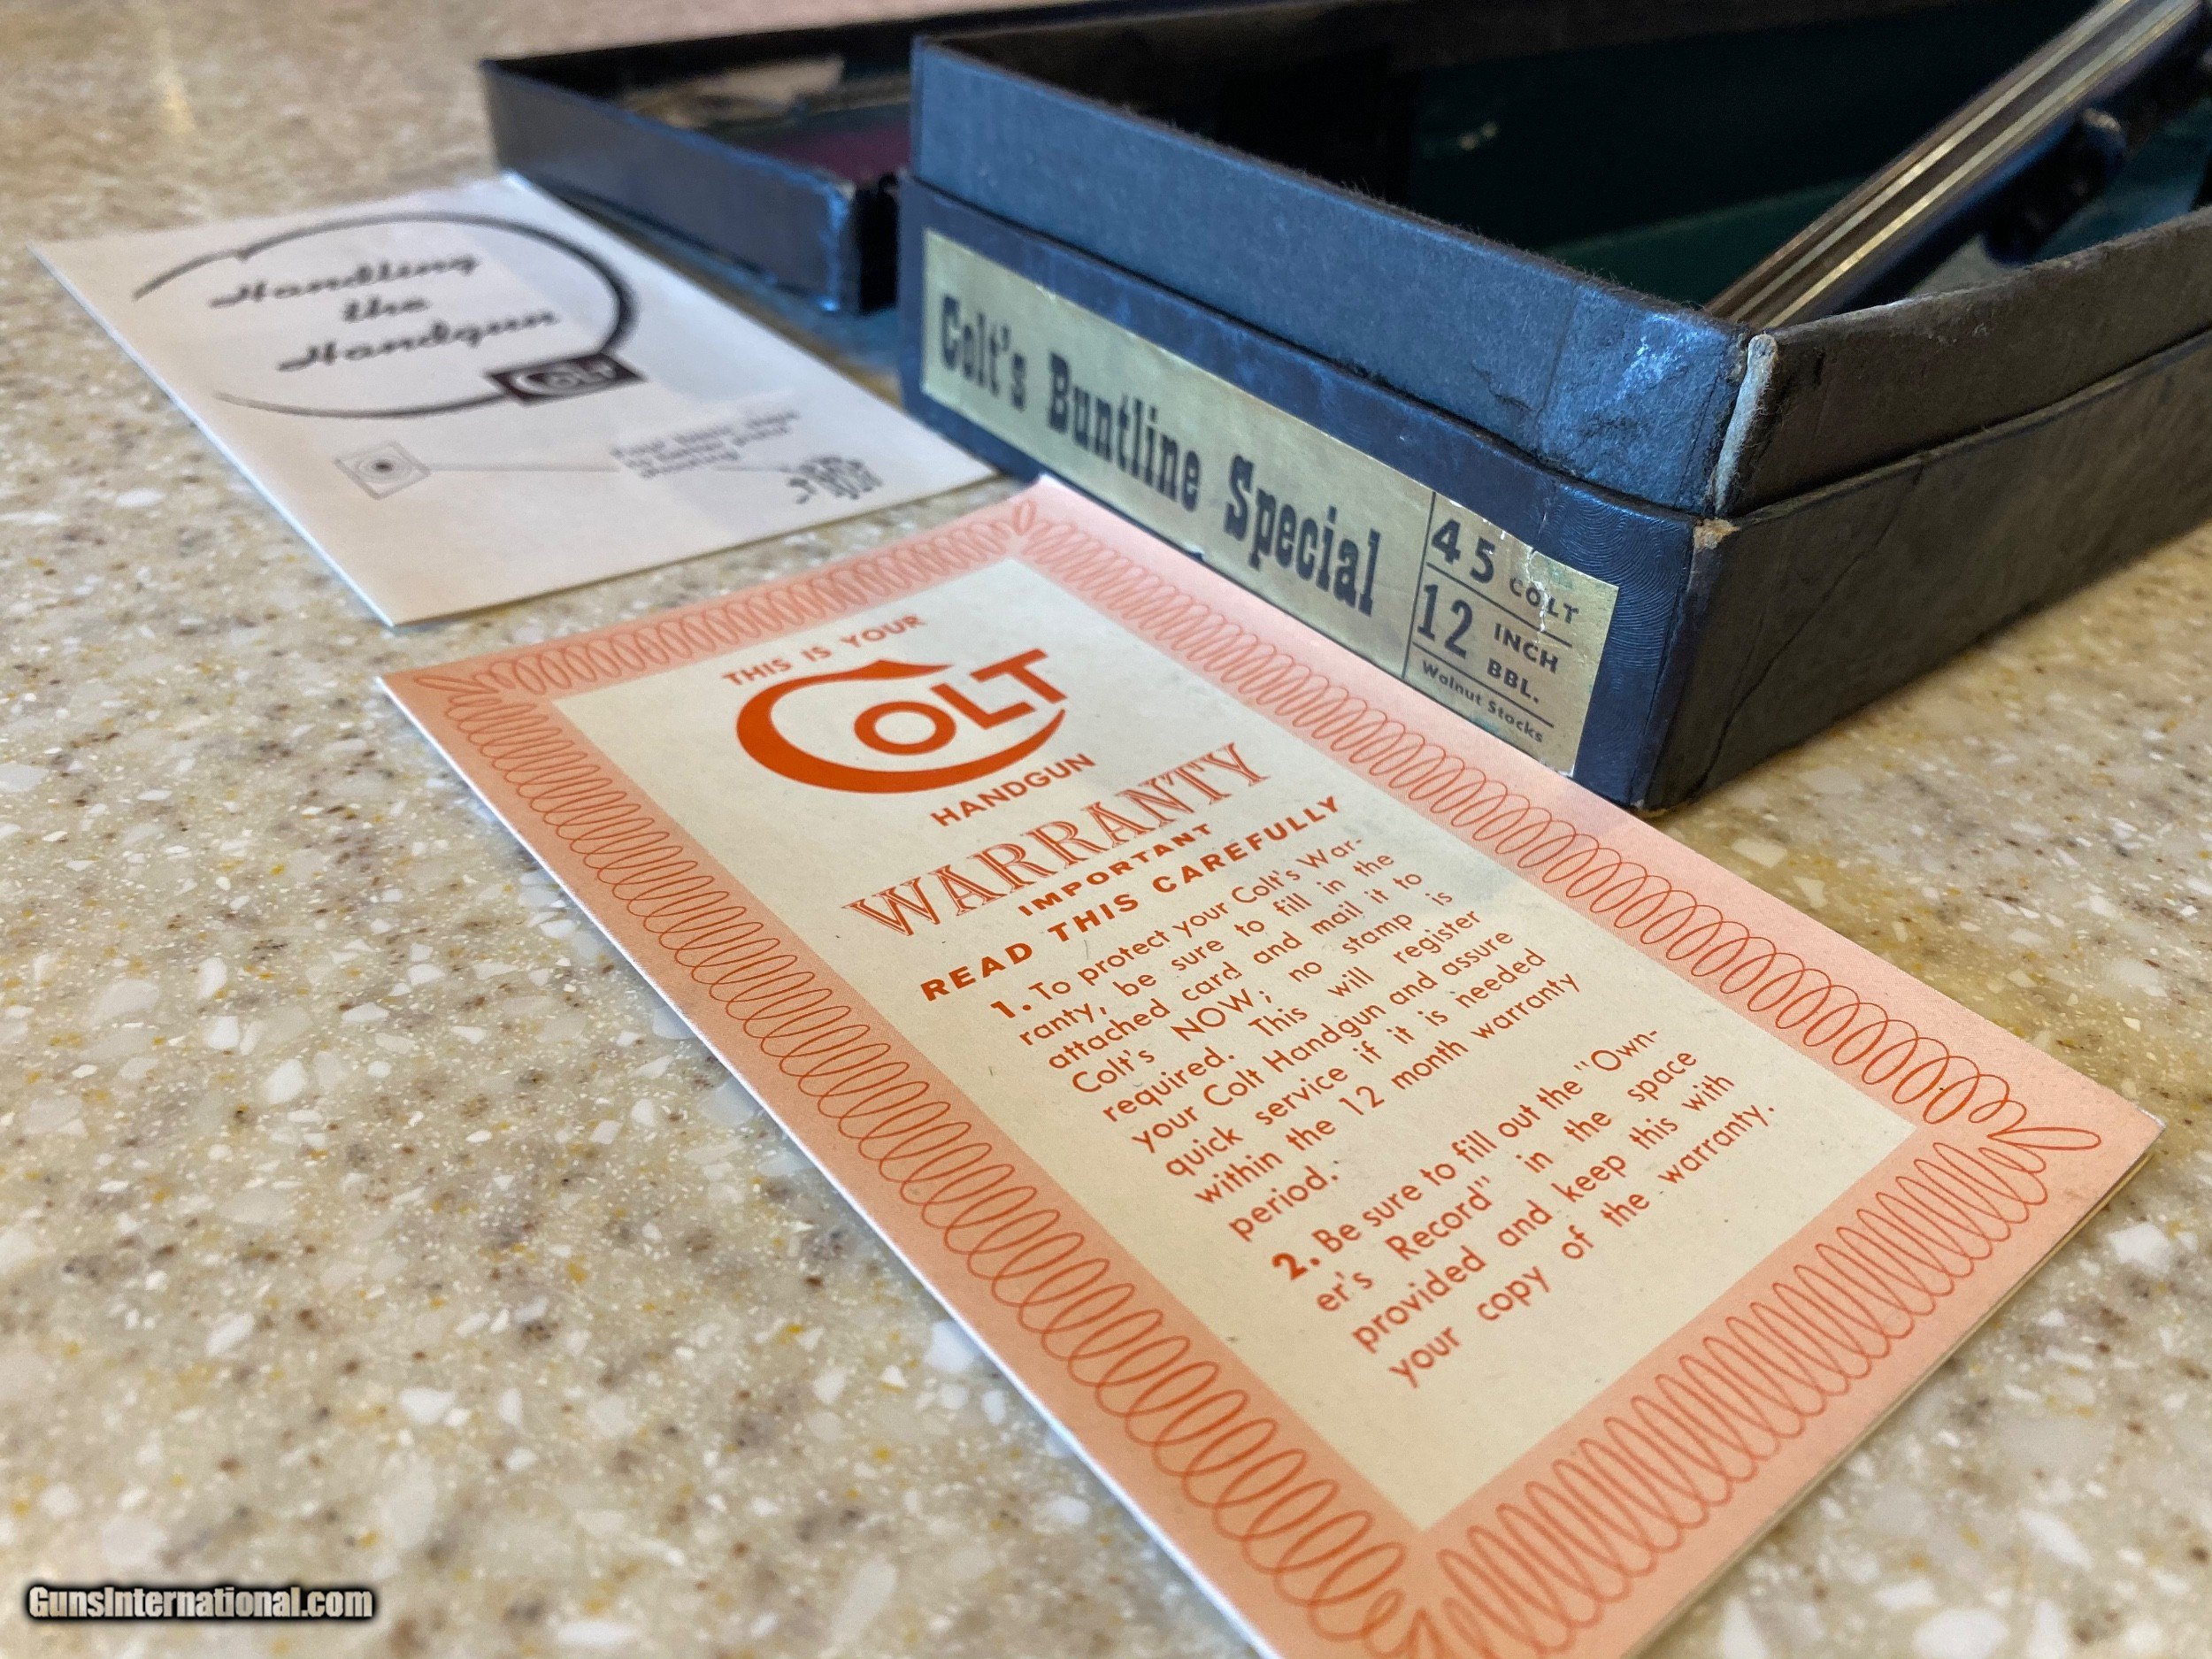 Handling
the
Handgun
COLT
Colt's Buntline Special
45 COLT
12 INCH
BBL.
Walnut Stocks
THIS IS YOUR
COLT
HANDGUN
WARRANTY
IMPORTANT
READ THIS CAREFULLY
1. To protect your Colt's War-
ranty, be sure to fill in the
attached card and mail it to
Colt's NOW; no stamp is
required. This will register
your Colt Handgun and assure
quick service if it is needed
within the 12 month warranty
period.
2. Be sure to fill out the "Own-
er's Record" in the space
provided and keep this with
your copy of the warranty.
GunsInternational.com